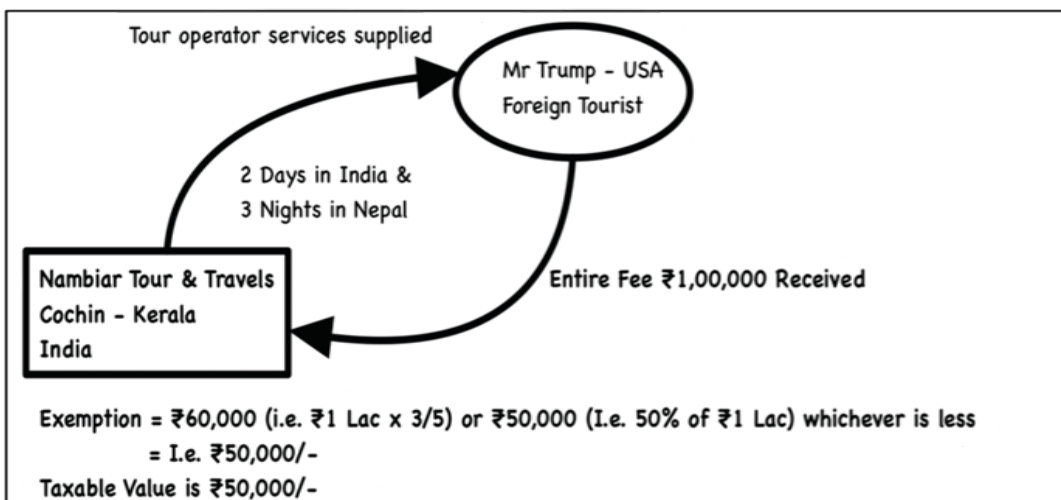 Tour operator services supplied
Mr Trump - USA
Foreign Tourist
2 Days in India &
3 Nights in Nepal
Nambiar Tour & Travels
Cochin - Kerala
India
Entire Fee ₹1,00,000 Received
Exemption = ₹60,000 (i.e. ₹1 Lac x 3/5) or ₹50,000 (I.e. 50% of ₹1 Lac) whichever is less
= I.e. ₹50,000/-
Taxable Value is ₹50,000/-